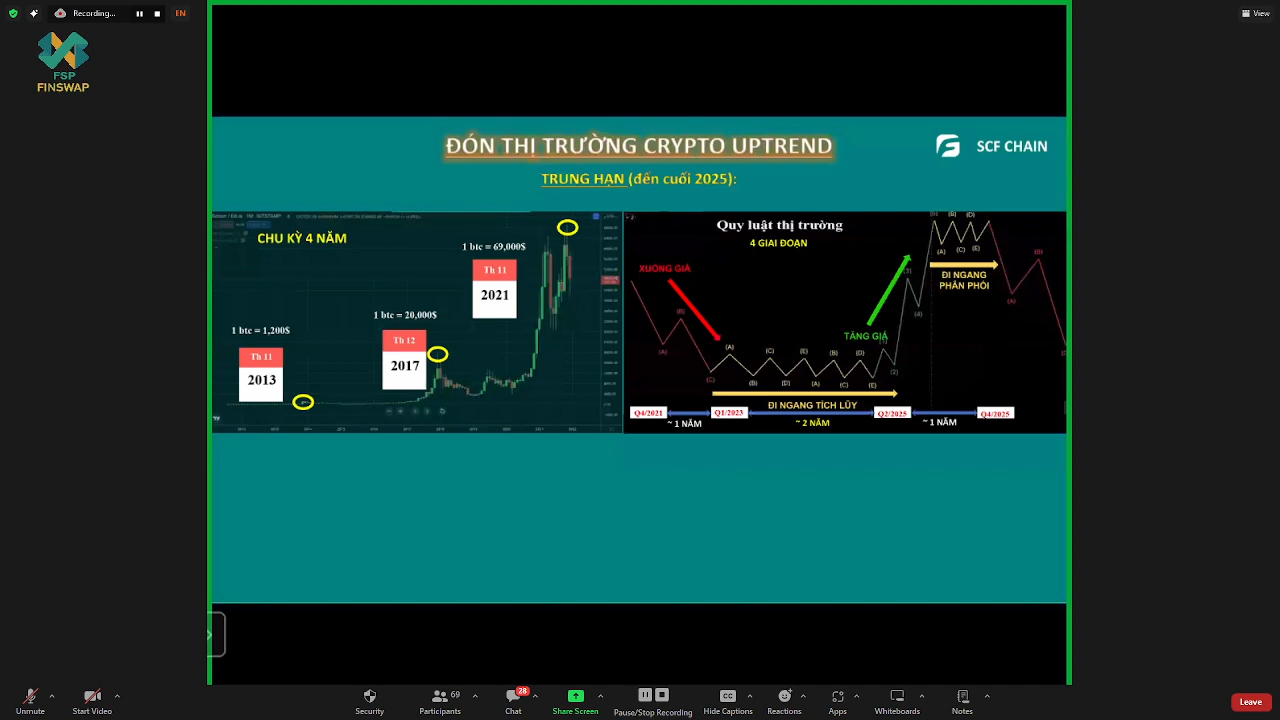 Recording...
EN
View
FSP
FINSWAP
ĐÓN THỊ TRƯỜNG CRYPTO UPTREND
SCF CHAIN
TRUNG HẠN (đến cuối 2025):
CHU KỲ 4 NĂM
1 btc = 69,000$
Th 11
2021
1 btc = 20,000$
Th 12
2017
1 btc = 1,200$
Th 11
2013
Quy luật thị trường
4 GIAI ĐOẠN
XUỐNG GIÁ
TĂNG GIÁ
ĐI NGANG
PHÂN PHỐI
(B) (D)
(A) (C) (E)
(B)
(A)
(3)
(4)
(2)
(B)
(A)
(C)
(A) (C) (E) (B) (D)
(B) (D) (A) (C) (E)
ĐI NGANG TÍCH LŨY
Q4/2021 Q1/2023 Q2/2025 Q4/2025
~ 1 NĂM ~ 2 NĂM ~ 1 NĂM
69
28
Unmute Start Video Security Participants Chat Share Screen Pause/Stop Recording Hide Captions Reactions Apps Whiteboards Notes
Leave